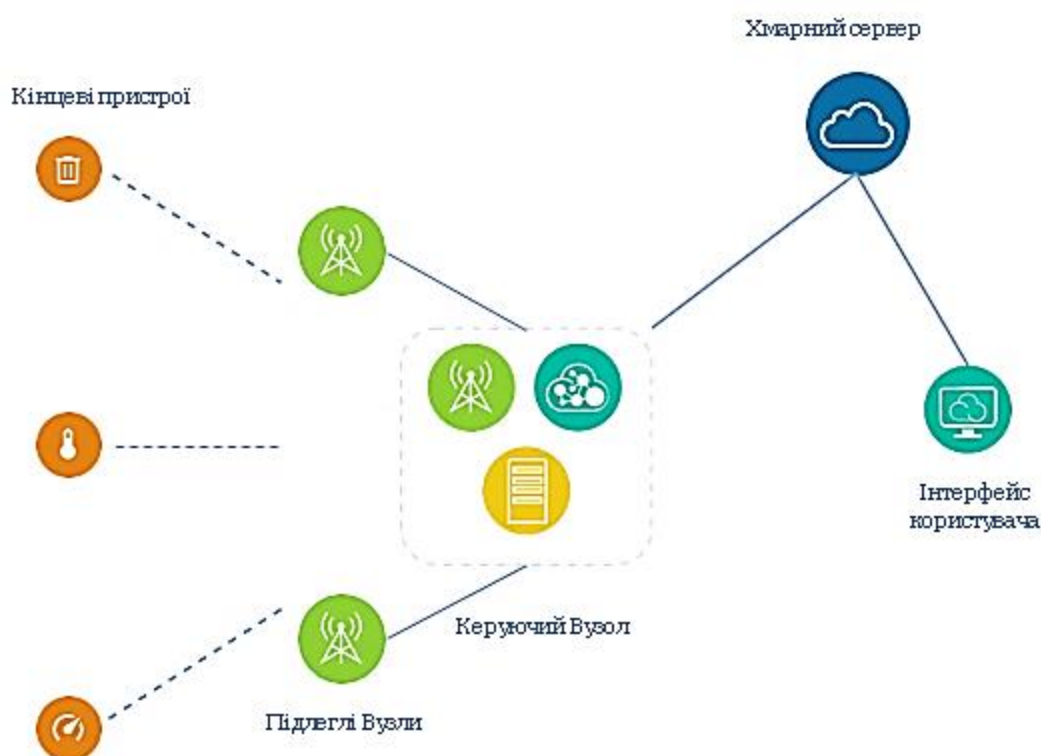 Хмарний сервер
Кінцеві пристрої
Інтерфейс
користувача
Керуючий Вузол
Підлеглі Вузли